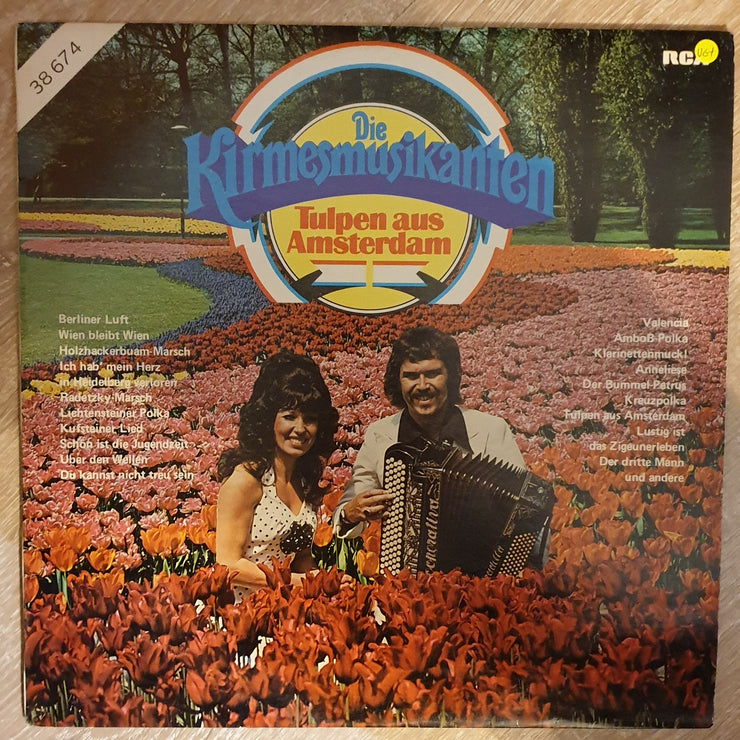 38 674
RCA
VG+
Die
Kirmesmusikanten
Tulpen aus
Amsterdam
Berliner Luft
Wien bleibt Wien
Holzhackerbuam-Marsch
Ich hab' mein Herz
in Heidelberg verloren
Radetzky-Marsch
Liechtensteiner Polka
Kufsteiner Lied
Schön ist die Jugendzeit
Über den Wellen
Du kannst nicht treu sein
Valencia
Amboß-Polka
Klarinettenmuckl
Anneliese
Der Bummel-Petrus
Kreuzpolka
Tulpen aus Amsterdam
Lustig ist
das Zigeunerleben
Der dritte Mann
und andere